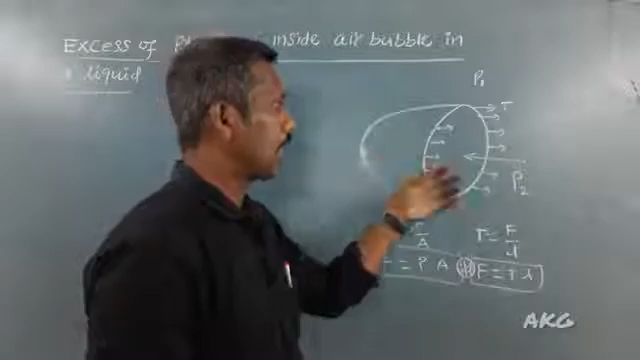 Excess of inside air bubble in
liquid
P₁
T
P₂
T = F/l
= P A F = T l
AKG